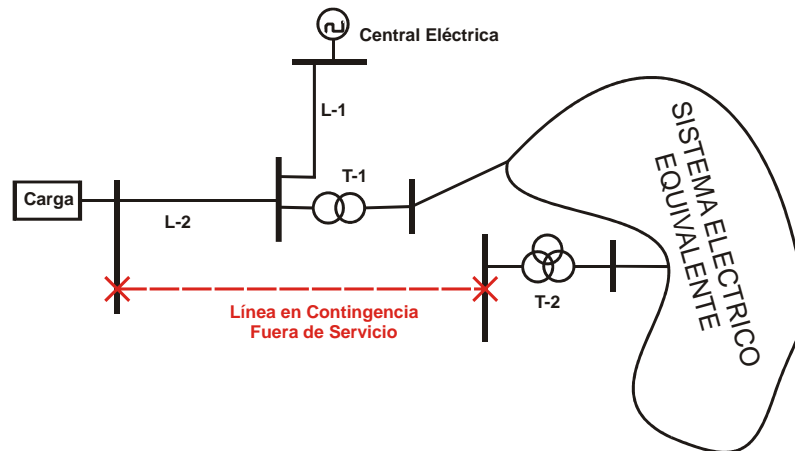 Central Eléctrica
L-1
T-1
Carga
L-2
SISTEMA ELECTRICO
EQUIVALENTE
T-2
Línea en Contingencia
Fuera de Servicio